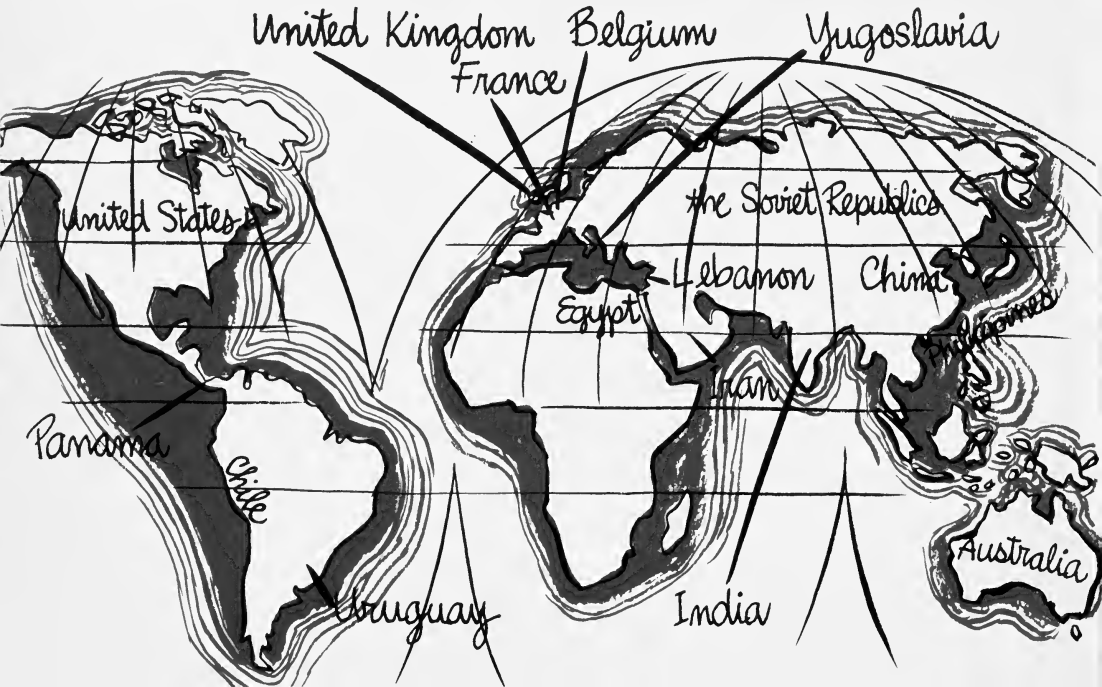 United Kingdom
Belgium
Yugoslavia
France
United States
the Soviet Republics
Lebanon
China
Egypt
Philippines
Iran
Panama
Chile
Australia
Uruguay
India